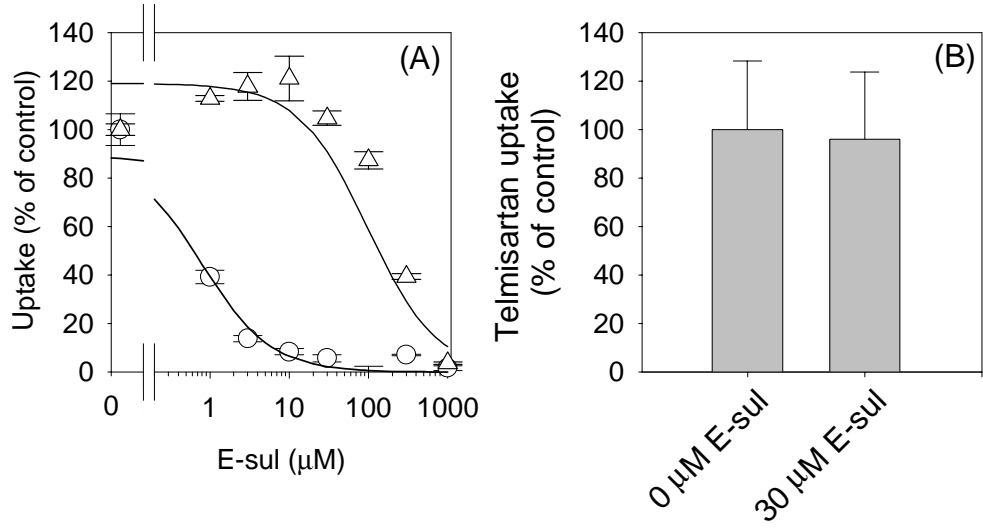 (A)
Uptake (% of control)
140
120
100
80
60
40
20
0
0 1 10 100 1000
E-sul (μM)
(B)
Telmisartan uptake
(% of control)
140
120
100
80
60
40
20
0
0 μM E-sul
30 μM E-sul